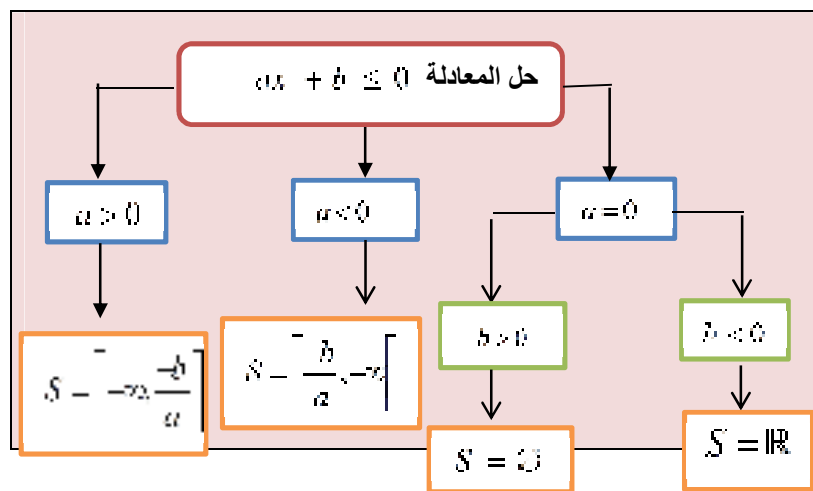 حل المعادلة ax + b ≤ 0
a > 0
a < 0
a = 0
b > 0
b < 0
S =
S =
S = ∅
S = ℝ